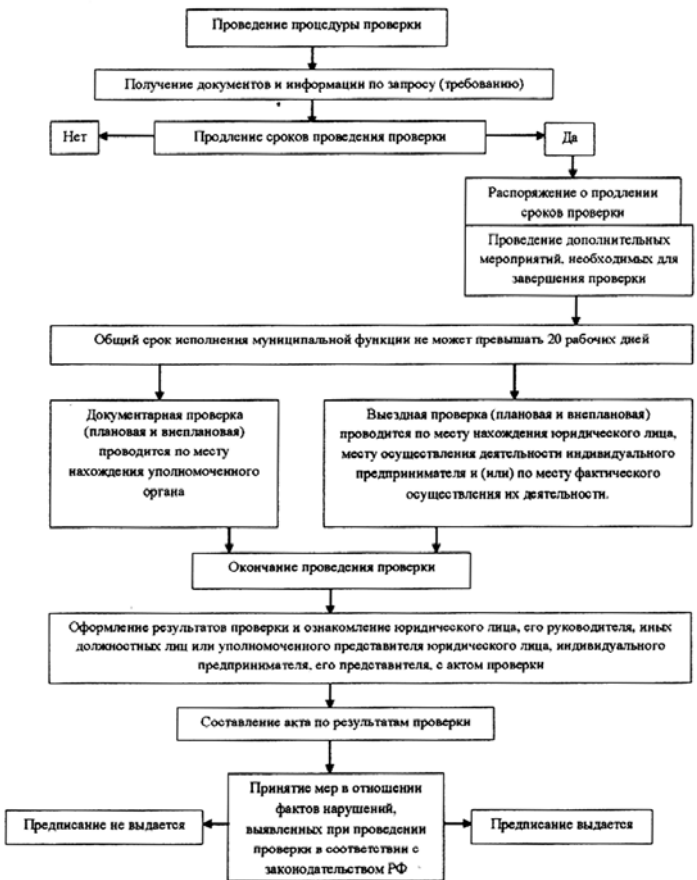 Проведение процедуры проверки
Получение документов и информации по запросу (требованию)
Нет
Продление сроков проведения проверки
Да
Распоряжение о продлении
сроков проверки
Проведение дополнительных
мероприятий, необходимых для
завершения проверки
Общий срок исполнения муниципальной функции не может превышать 20 рабочих дней
Документарная проверка
(плановая и внеплановая)
проводится по месту
нахождения уполномоченного
органа
Выездная проверка (плановая и внеплановая)
проводится по месту нахождения юридического лица,
месту осуществления деятельности индивидуального
предпринимателя и (или) по месту фактического
осуществления их деятельности.
Окончание проведения проверки
Оформление результатов проверки и ознакомление юридического лица, его руководителя, иных
должностных лиц или уполномоченного представителя юридического лица, индивидуального
предпринимателя, его представителя, с актом проверки
Составление акта по результатам проверки
Принятие мер в отношении
фактов нарушений,
выявленных при проведении
проверки в соответствии с
законодательством РФ
Предписание не выдается
Предписание выдается